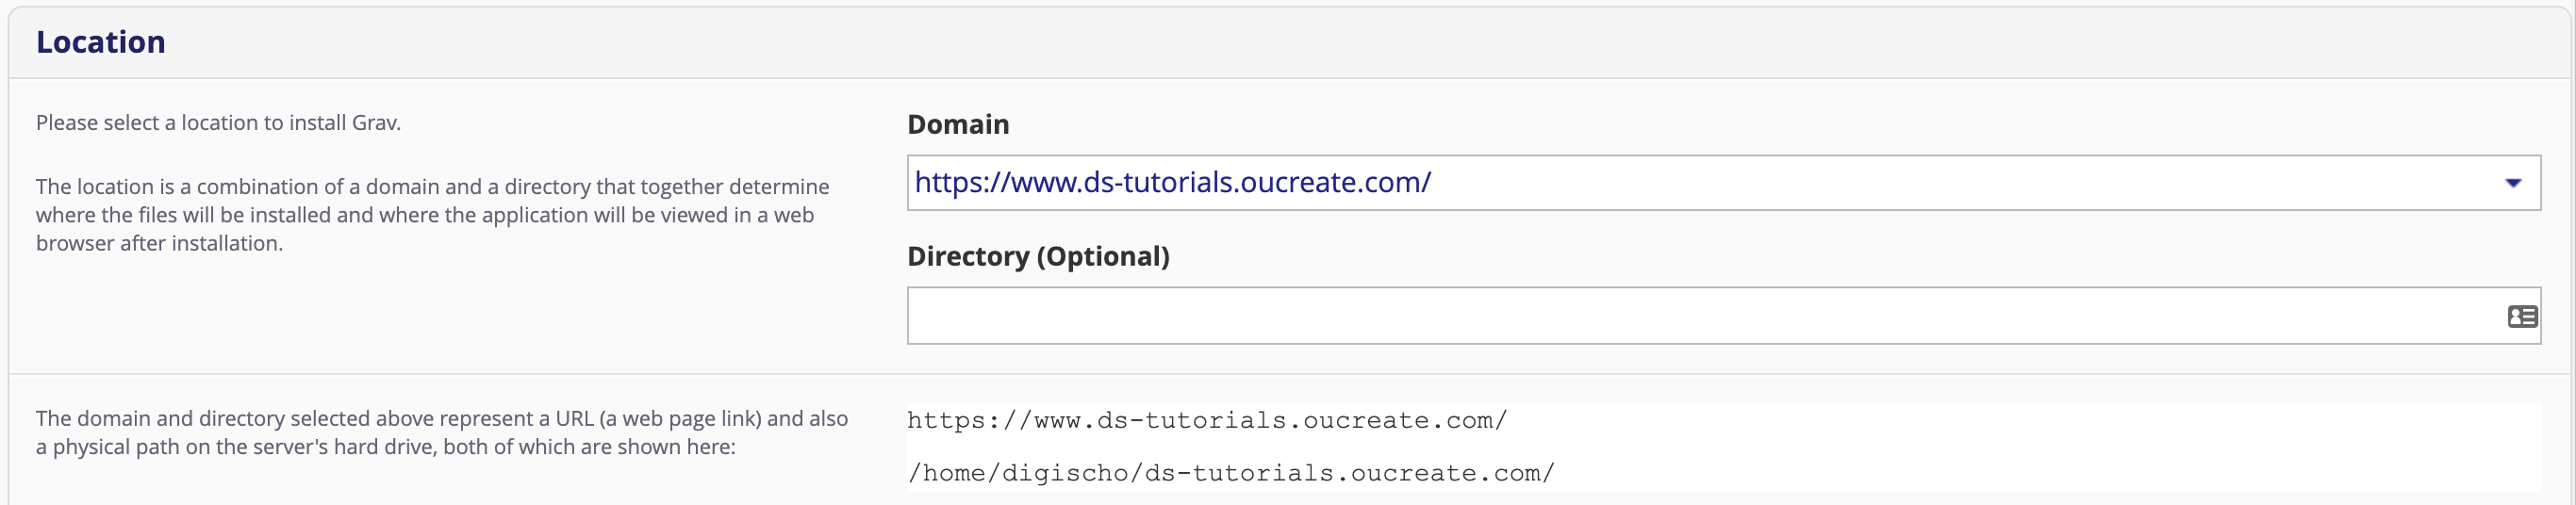 Location
Please select a location to install Grav.
The location is a combination of a domain and a directory that together determine
where the files will be installed and where the application will be viewed in a web
browser after installation.
Domain
https://www.ds-tutorials.oucreate.com/
Directory (Optional)
The domain and directory selected above represent a URL (a web page link) and also
a physical path on the server's hard drive, both of which are shown here:
https://www.ds-tutorials.oucreate.com/
/home/digischo/ds-tutorials.oucreate.com/